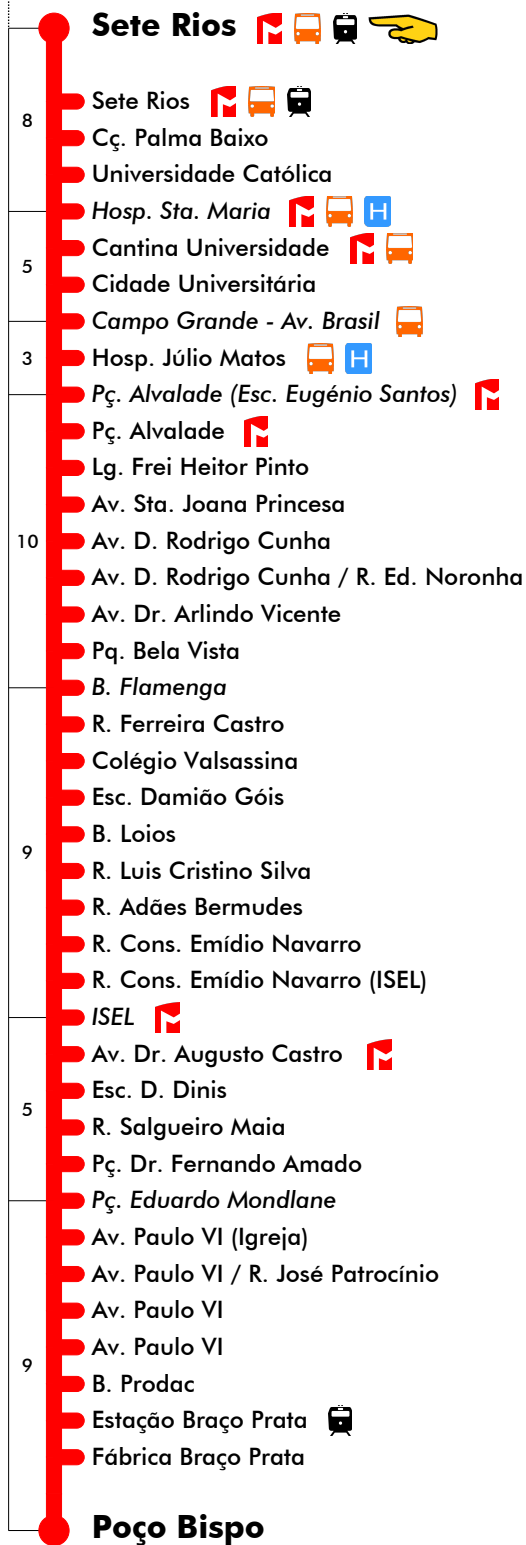 Sete Rios
Sete Rios
8
Cç. Palma Baixo
Universidade Católica
Hosp. Sta. Maria H
Cantina Universidade
5
Cidade Universitária
Campo Grande - Av. Brasil
3 Hosp. Júlio Matos H
Pç. Alvalade (Esc. Eugénio Santos)
Pç. Alvalade
Lg. Frei Heitor Pinto
Av. Sta. Joana Princesa
10 Av. D. Rodrigo Cunha
Av. D. Rodrigo Cunha / R. Ed. Noronha
Av. Dr. Arlindo Vicente
Pq. Bela Vista
B. Flamenga
R. Ferreira Castro
Colégio Valsassina
Esc. Damião Góis
B. Loios
9
R. Luis Cristino Silva
R. Adães Bermudes
R. Cons. Emídio Navarro
R. Cons. Emídio Navarro (ISEL)
ISEL
Av. Dr. Augusto Castro
Esc. D. Dinis
5
R. Salgueiro Maia
Pç. Dr. Fernando Amado
Pç. Eduardo Mondlane
Av. Paulo VI (Igreja)
Av. Paulo VI / R. José Patrocínio
Av. Paulo VI
Av. Paulo VI
9
B. Prodac
Estação Braço Prata
Fábrica Braço Prata
Poço Bispo